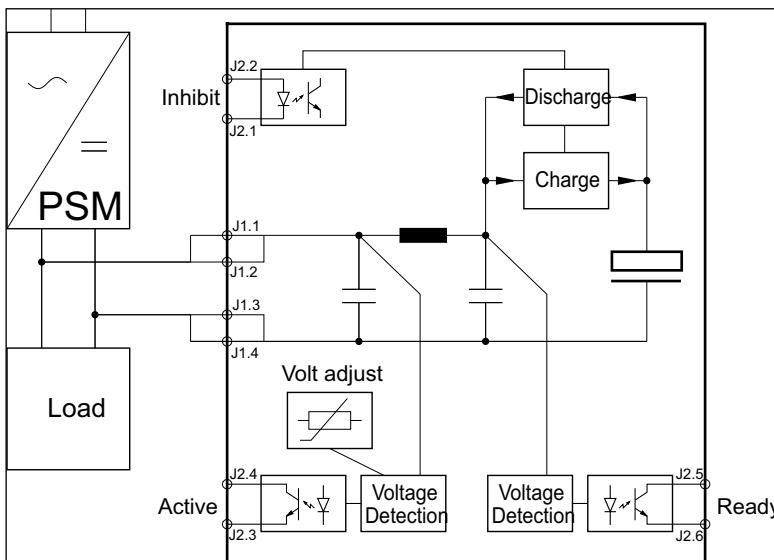 J2.2
Inhibit
J2.1
Discharge
Charge
PSM
J1.1
J1.2
J1.3
J1.4
Load
Volt adjust
J2.4
Active
J2.3
Voltage
Detection
Voltage
Detection
J2.5
Ready
J2.6